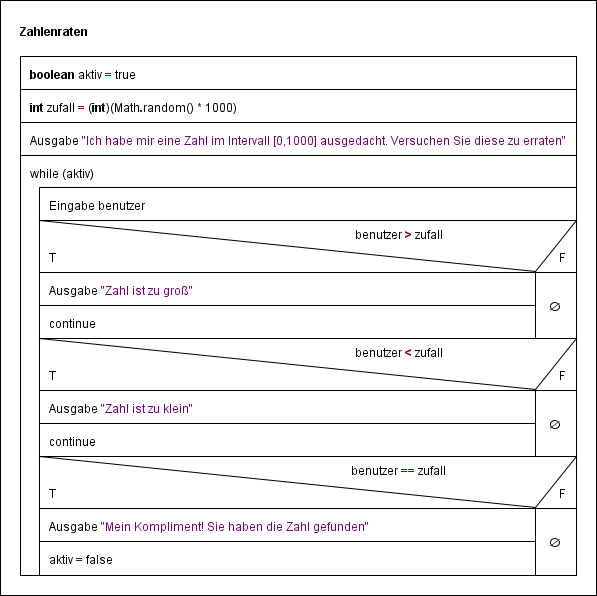 Zahlenraten
boolean aktiv = true
int zufall = (int)(Math.random() * 1000)
Ausgabe "Ich habe mir eine Zahl im Intervall [0,1000] ausgedacht. Versuchen Sie diese zu erraten"
while (aktiv)
Eingabe benutzer
benutzer > zufall
T F
Ausgabe "Zahl ist zu groß"
∅
continue
benutzer < zufall
T F
Ausgabe "Zahl ist zu klein"
∅
continue
benutzer == zufall
T F
Ausgabe "Mein Kompliment! Sie haben die Zahl gefunden"
∅
aktiv = false